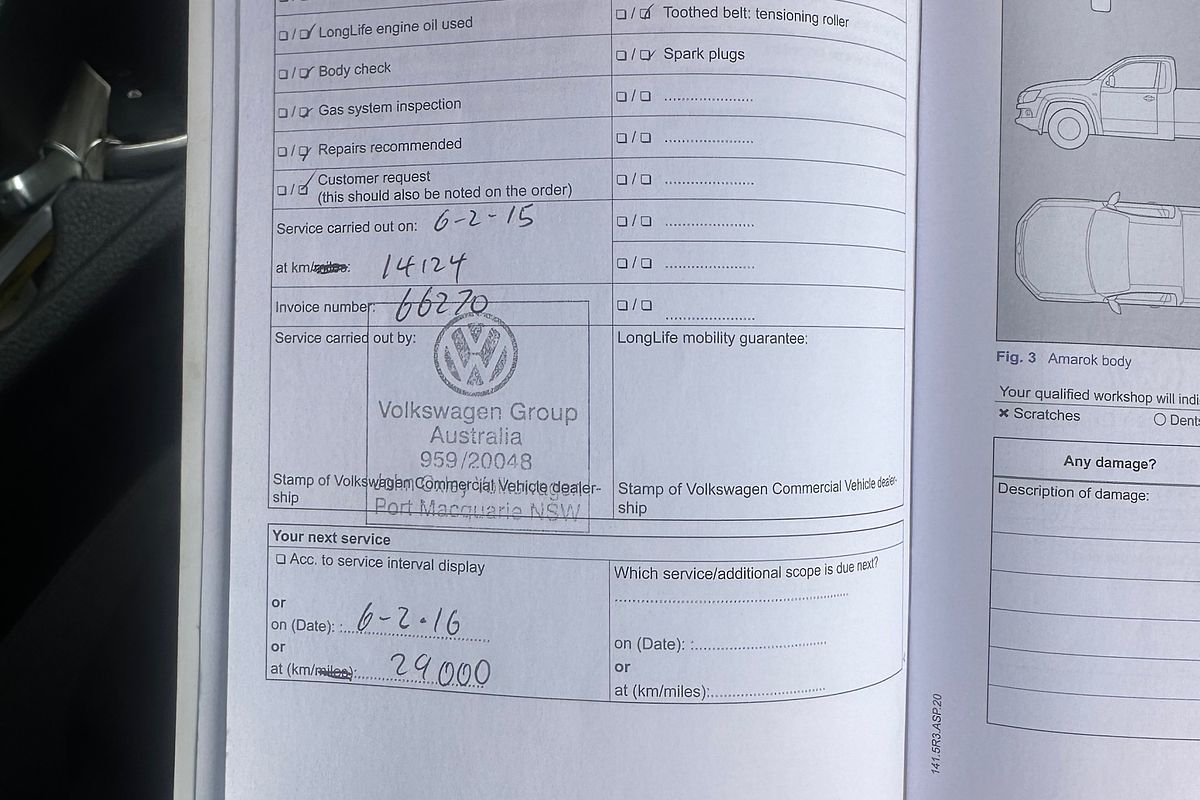 LongLife engine oil used
Body check
Gas system inspection
Repairs recommended
Customer request
(this should also be noted on the order)
Service carried out on: 6-2-15
at km/miles: 14124
Invoice number: 66270
Service carried out by:
Volkswagen Group
Australia
959/20048
Port Macquarie NSW
Stamp of Volkswagen Commercial Vehicle dealer-
ship
Toothed belt: tensioning roller
Spark plugs
LongLife mobility guarantee:
Stamp of Volkswagen Commercial Vehicle dealer-
ship
Your next service
Acc. to service interval display
or
on (Date): 6-2-16
or
at (km/miles): 29000
Which service/additional scope is due next?
on (Date):
or
at (km/miles):
141.5R3.ASP.20
Fig. 3 Amarok body
Your qualified workshop will indi
Scratches
Dents
Any damage?
Description of damage: